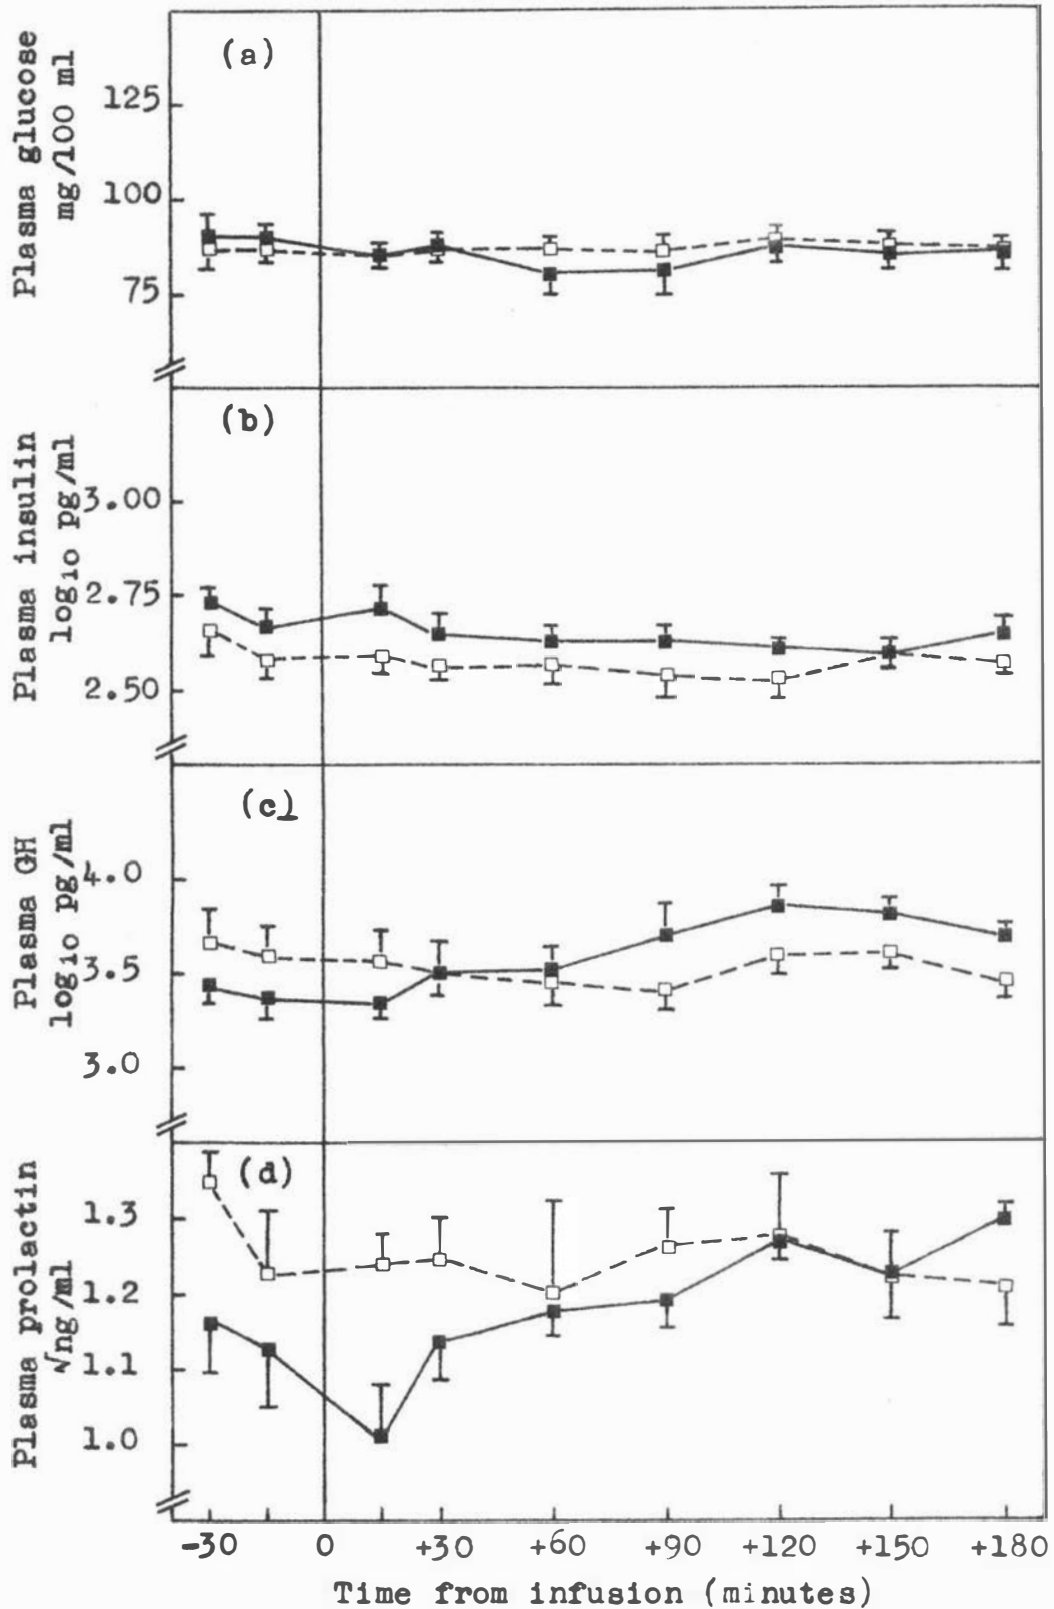 (a)
Plasma glucose
mg/100 ml
125
100
75
(b)
Plasma insulin
log10 pg/ml
3.00
2.75
2.50
(c)
Plasma GH
log10 pg/ml
4.0
3.5
3.0
(d)
Plasma prolactin
√ng/ml
1.3
1.2
1.1
1.0
-30 0 +30 +60 +90 +120 +150 +180
Time from infusion (minutes)